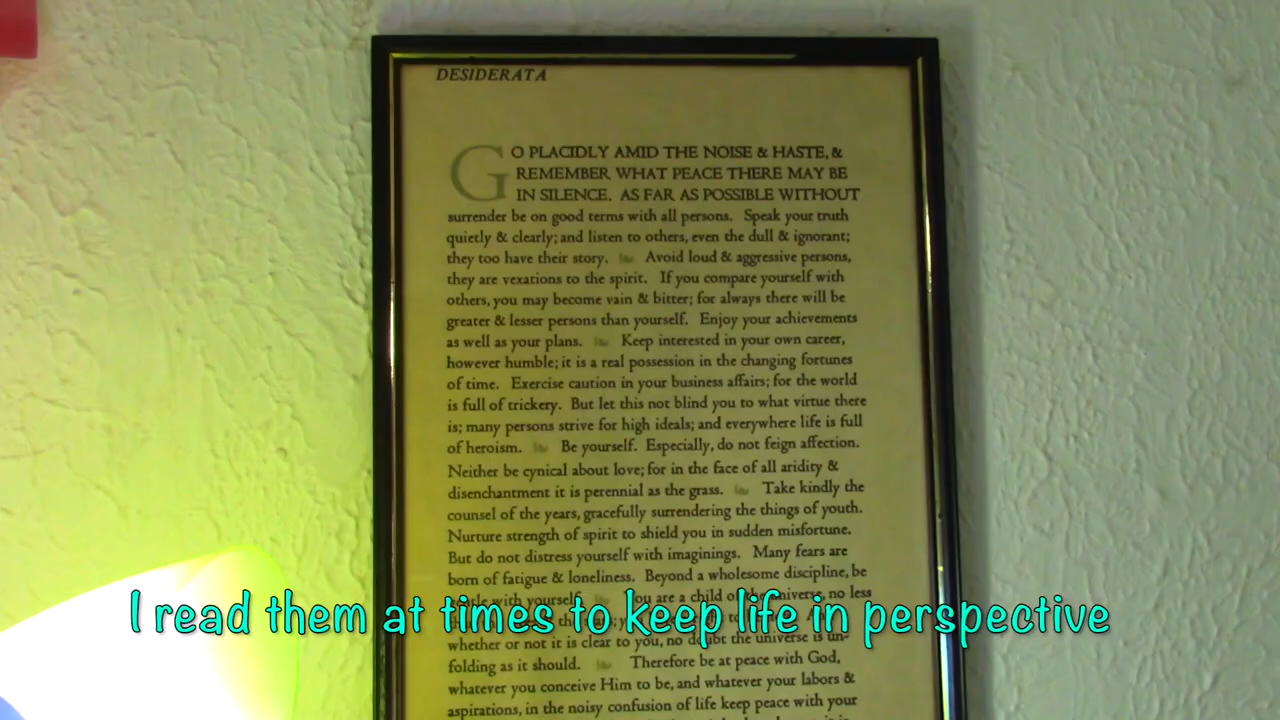 DESIDERATA
GO PLACIDLY AMID THE NOISE & HASTE, &
REMEMBER WHAT PEACE THERE MAY BE
IN SILENCE. AS FAR AS POSSIBLE WITHOUT
surrender be on good terms with all persons. Speak your truth
quietly & clearly; and listen to others, even the dull & ignorant;
they too have their story. Avoid loud & aggressive persons,
they are vexations to the spirit. If you compare yourself with
others, you may become vain & bitter; for always there will be
greater & lesser persons than yourself. Enjoy your achievements
as well as your plans. Keep interested in your own career,
however humble; it is a real possession in the changing fortunes
of time. Exercise caution in your business affairs; for the world
is full of trickery. But let this not blind you to what virtue there
is; many persons strive for high ideals; and everywhere life is full
of heroism. Be yourself. Especially, do not feign affection.
Neither be cynical about love; for in the face of all aridity &
disenchantment it is perennial as the grass. Take kindly the
counsel of the years, gracefully surrendering the things of youth.
Nurture strength of spirit to shield you in sudden misfortune.
But do not distress yourself with imaginings. Many fears are
born of fatigue & loneliness. Beyond a wholesome discipline, be
with yourself. You are a child of the universe, no less
I read them at times to keep life in perspective
whether or not it is clear to you, no doubt the universe is un-
folding as it should. Therefore be at peace with God,
whatever you conceive Him to be, and whatever your labors &
aspirations, in the noisy confusion of life keep peace with your